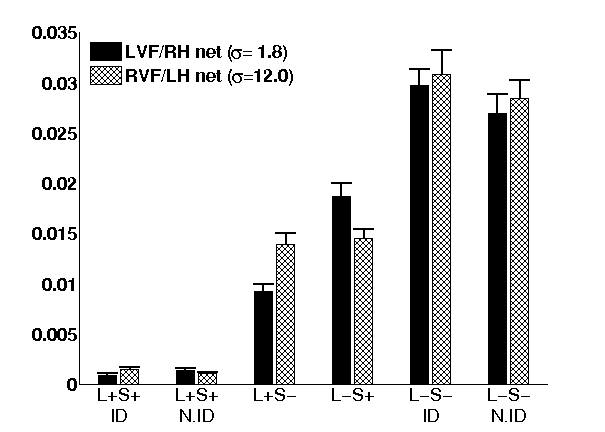 0.035
LVF/RH net (σ= 1.8)
RVF/LH net (σ=12.0)
0.03
0.025
0.02
0.015
0.01
0.005
0
L+S+ L+S+ L+S− L−S+ L−S− L−S−
ID N.ID ID N.ID